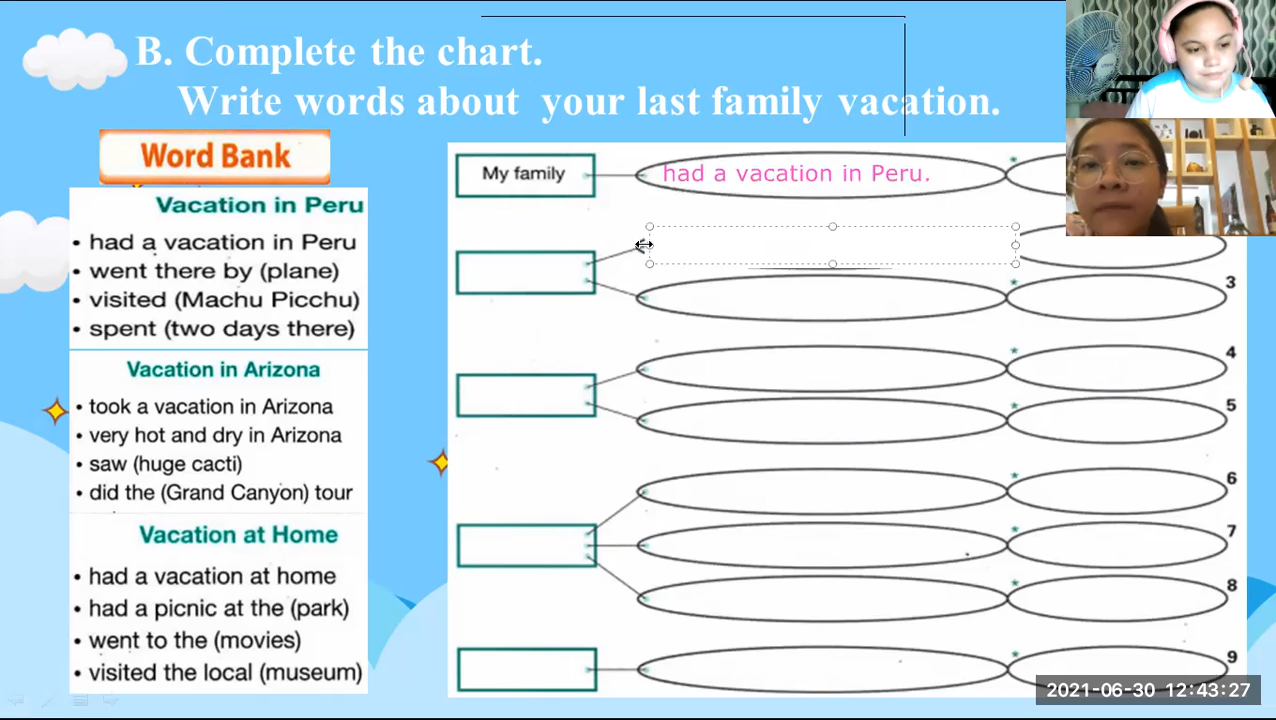 B. Complete the chart.
Write words about your last family vacation.
Word Bank
Vacation in Peru
• had a vacation in Peru
• went there by (plane)
• visited (Machu Picchu)
• spent (two days there)
Vacation in Arizona
• took a vacation in Arizona
• very hot and dry in Arizona
• saw (huge cacti)
• did the (Grand Canyon) tour
Vacation at Home
• had a vacation at home
• had a picnic at the (park)
• went to the (movies)
• visited the local (museum)
My family
had a vacation in Peru.
*
* 3
* 4
* 5
* 6
* 7
* 8
* 9
2021-06-30 12:43:27